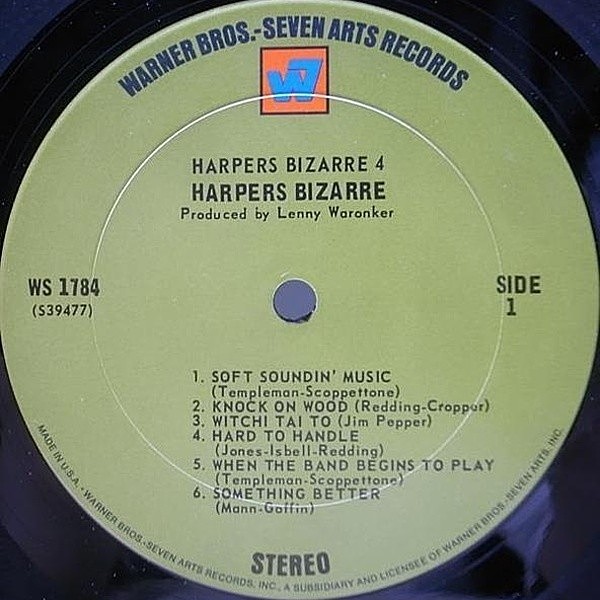 WARNER BROS.-SEVEN ARTS RECORDS
W7
HARPERS BIZARRE 4
HARPERS BIZARRE
Produced by Lenny Waronker
WS 1784
(S39477)
SIDE
1
1. SOFT SOUNDIN' MUSIC
(Templeman-Scoppettone)
2. KNOCK ON WOOD (Redding-Cropper)
3. WITCHI TAI TO (Jim Pepper)
4. HARD TO HANDLE
(Jones-Isbell-Redding)
5. WHEN THE BAND BEGINS TO PLAY
(Templeman-Scoppettone)
6. SOMETHING BETTER
(Mann-Goffin)
STEREO
MADE IN U.S.A. - WARNER BROS.-SEVEN ARTS RECORDS, INC., A SUBSIDIARY AND LICENSEE OF WARNER BROS.-SEVEN ARTS, INC.